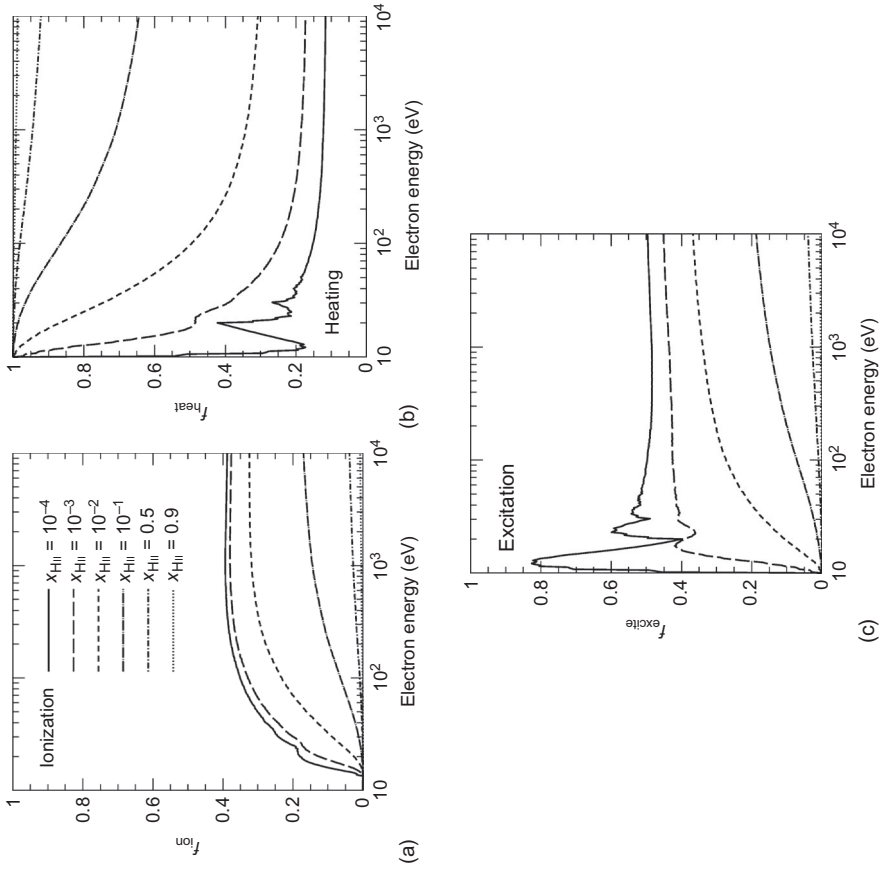 Ionization
x_HII = 10^–4
x_HII = 10^–3
x_HII = 10^–2
x_HII = 10^–1
x_HII = 0.5
x_HII = 0.9
1
0.8
0.6
0.4
0.2
0
f_ion
10
10^2
10^3
10^4
Electron energy (eV)
(a)
Heating
1
0.8
0.6
0.4
0.2
0
f_heat
10
10^2
10^3
10^4
Electron energy (eV)
(b)
Excitation
1
0.8
0.6
0.4
0.2
0
f_excite
10
10^2
10^3
10^4
Electron energy (eV)
(c)